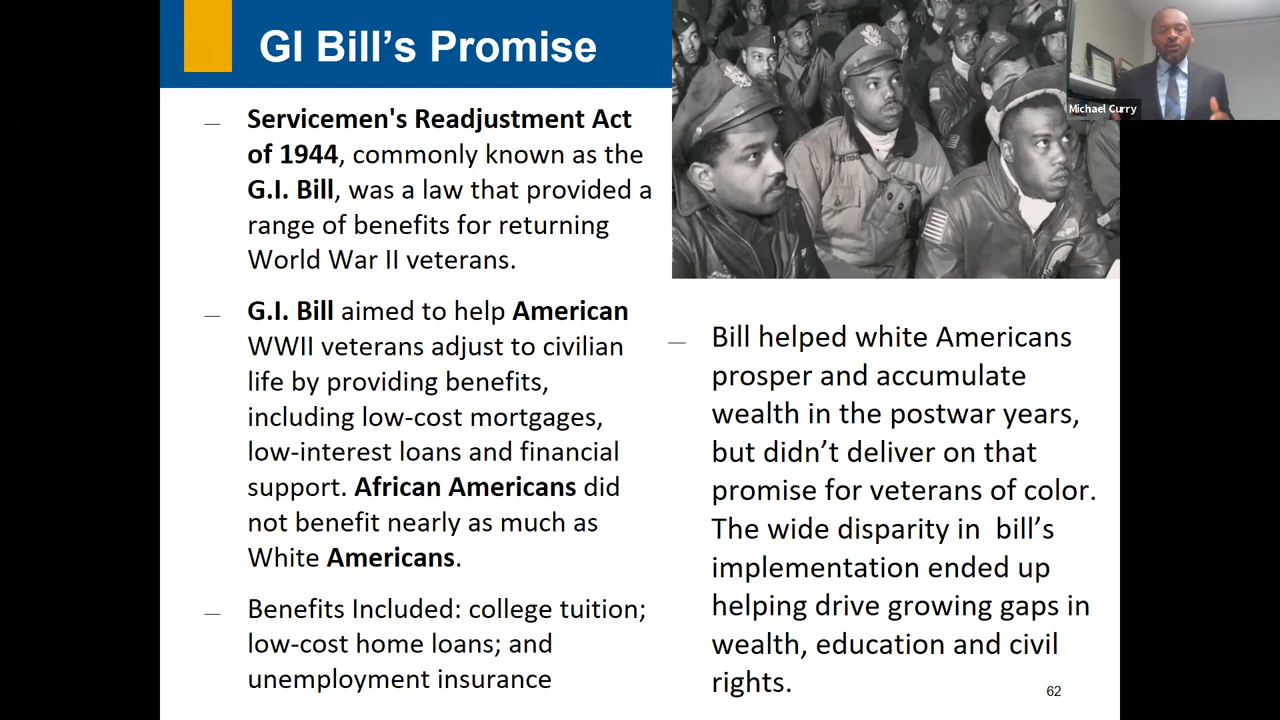 GI Bill’s Promise
Michael Curry
Servicemen's Readjustment Act
of 1944, commonly known as the
G.I. Bill, was a law that provided a
range of benefits for returning
World War II veterans.
G.I. Bill aimed to help American
WWII veterans adjust to civilian
life by providing benefits,
including low-cost mortgages,
low-interest loans and financial
support. African Americans did
not benefit nearly as much as
White Americans.
Benefits Included: college tuition;
low-cost home loans; and
unemployment insurance
Bill helped white Americans
prosper and accumulate
wealth in the postwar years,
but didn’t deliver on that
promise for veterans of color.
The wide disparity in  bill’s
implementation ended up
helping drive growing gaps in
wealth, education and civil
rights.
62